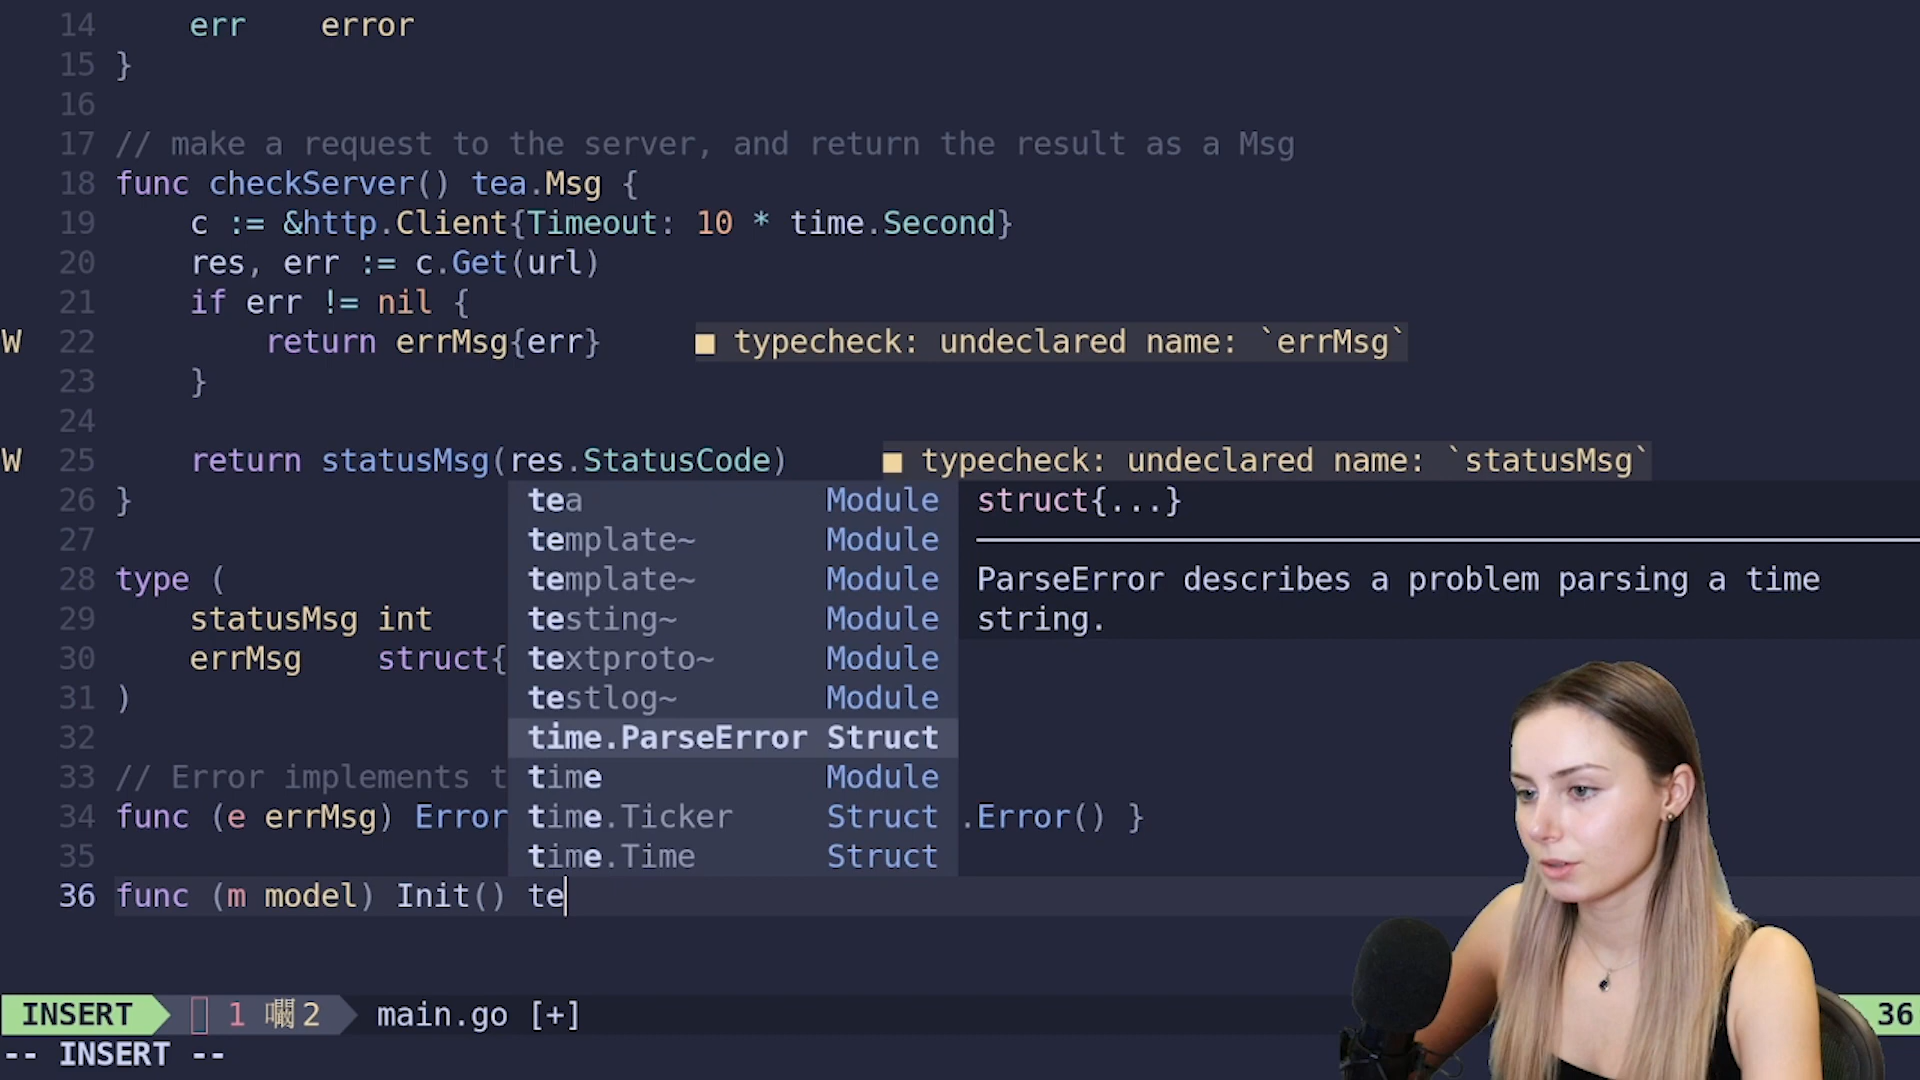 14 err error
15 }
16
17 // make a request to the server, and return the result as a Msg
18 func checkServer() tea.Msg {
19 c := &http.Client{Timeout: 10 * time.Second}
20 res, err := c.Get(url)
21 if err != nil {
W 22 return errMsg{err} ■ typecheck: undeclared name: `errMsg`
23 }
24
W 25 return statusMsg(res.StatusCode) ■ typecheck: undeclared name: `statusMsg`
26 } tea Module struct{...}
27 template~ Module
28 type ( template~ Module ParseError describes a problem parsing a time
29 statusMsg int testing~ Module string.
30 errMsg struct{ textproto~ Module
31 ) testlog~ Module
32 time.ParseError Struct
33 // Error implements t time Module
34 func (e errMsg) Error time.Ticker Struct .Error() }
35 time.Time Struct
36 func (m model) Init() te
INSERT 1 2 main.go [+] 36
-- INSERT --